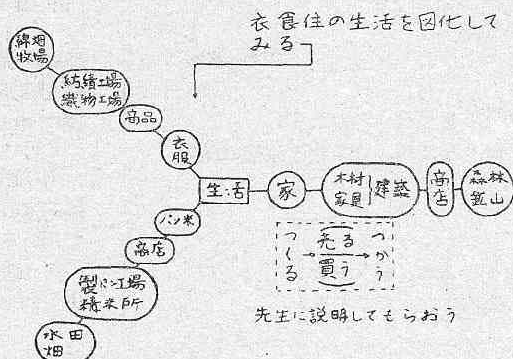 衣食住の生活を図化して
みる
綿畑
牧場
紡績工場
織物工場
商品
衣服
生活
家
木材
家具
建築
商店
森林
鉱山
パン米
商店
製パン工場
精米所
水田
畑
つくる
売る
買う
つかう
先生に説明してもらおう